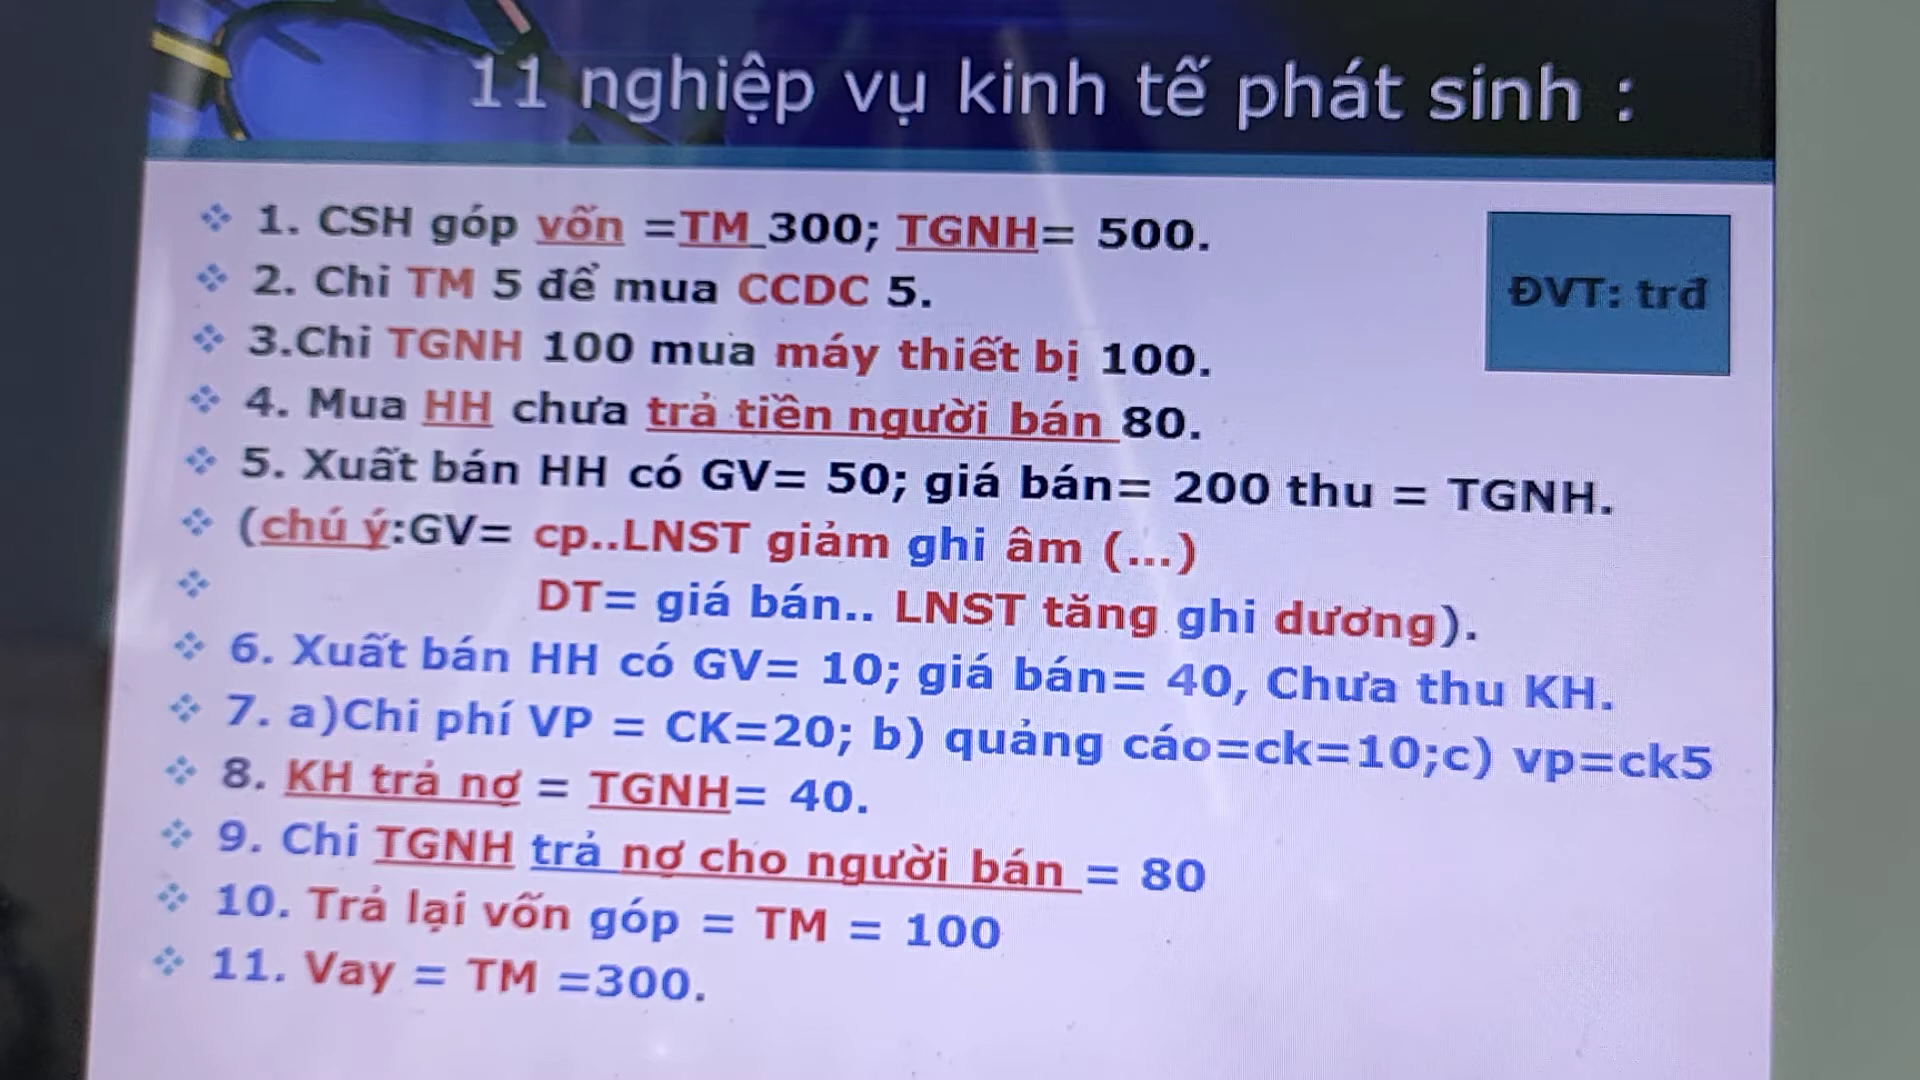 11 nghiệp vụ kinh tế phát sinh :
1. CSH góp vốn =TM 300; TGNH= 500.
ĐVT: trđ
2. Chi TM 5 để mua CCDC 5.
3.Chi TGNH 100 mua máy thiết bị 100.
4. Mua HH chưa trả tiền người bán 80.
5. Xuất bán HH có GV= 50; giá bán= 200 thu = TGNH.
(chú ý:GV= cp..LNST giảm ghi âm (...)
DT= giá bán.. LNST tăng ghi dương).
6. Xuất bán HH có GV= 10; giá bán= 40, Chưa thu KH.
7. a)Chi phí VP = CK=20; b) quảng cáo=ck=10;c) vp=ck5
8. KH trả nợ = TGNH= 40.
9. Chi TGNH trả nợ cho người bán = 80
10. Trả lại vốn góp = TM = 100
11. Vay = TM =300.